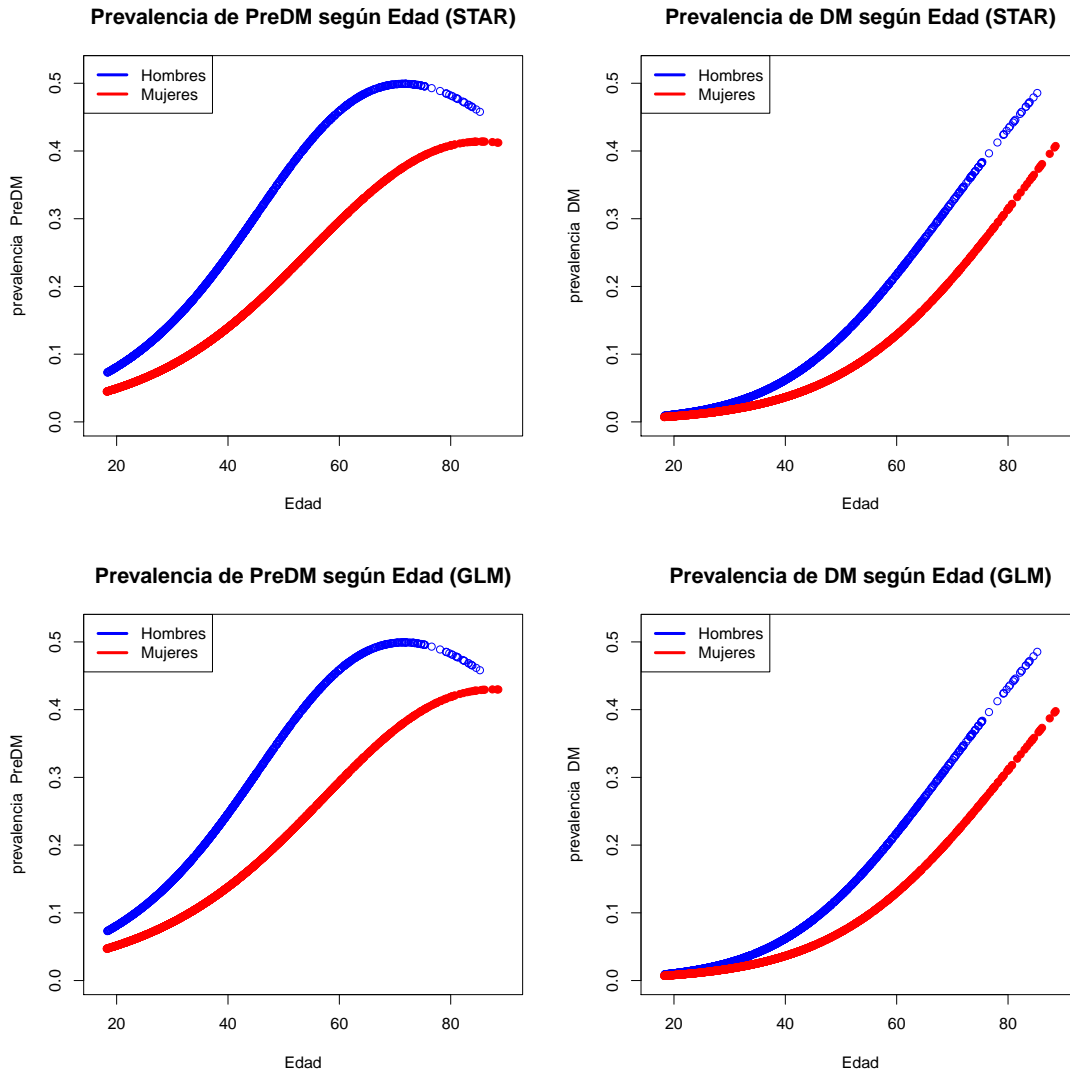 Prevalencia de PreDM según Edad (STAR)
prevalencia PreDM
0.5
0.4
0.3
0.2
0.1
0.0
Hombres
Mujeres
20 40 60 80
Edad
Prevalencia de DM según Edad (STAR)
prevalencia DM
0.5
0.4
0.3
0.2
0.1
0.0
Hombres
Mujeres
20 40 60 80
Edad
Prevalencia de PreDM según Edad (GLM)
prevalencia PreDM
0.5
0.4
0.3
0.2
0.1
0.0
Hombres
Mujeres
20 40 60 80
Edad
Prevalencia de DM según Edad (GLM)
prevalencia DM
0.5
0.4
0.3
0.2
0.1
0.0
Hombres
Mujeres
20 40 60 80
Edad